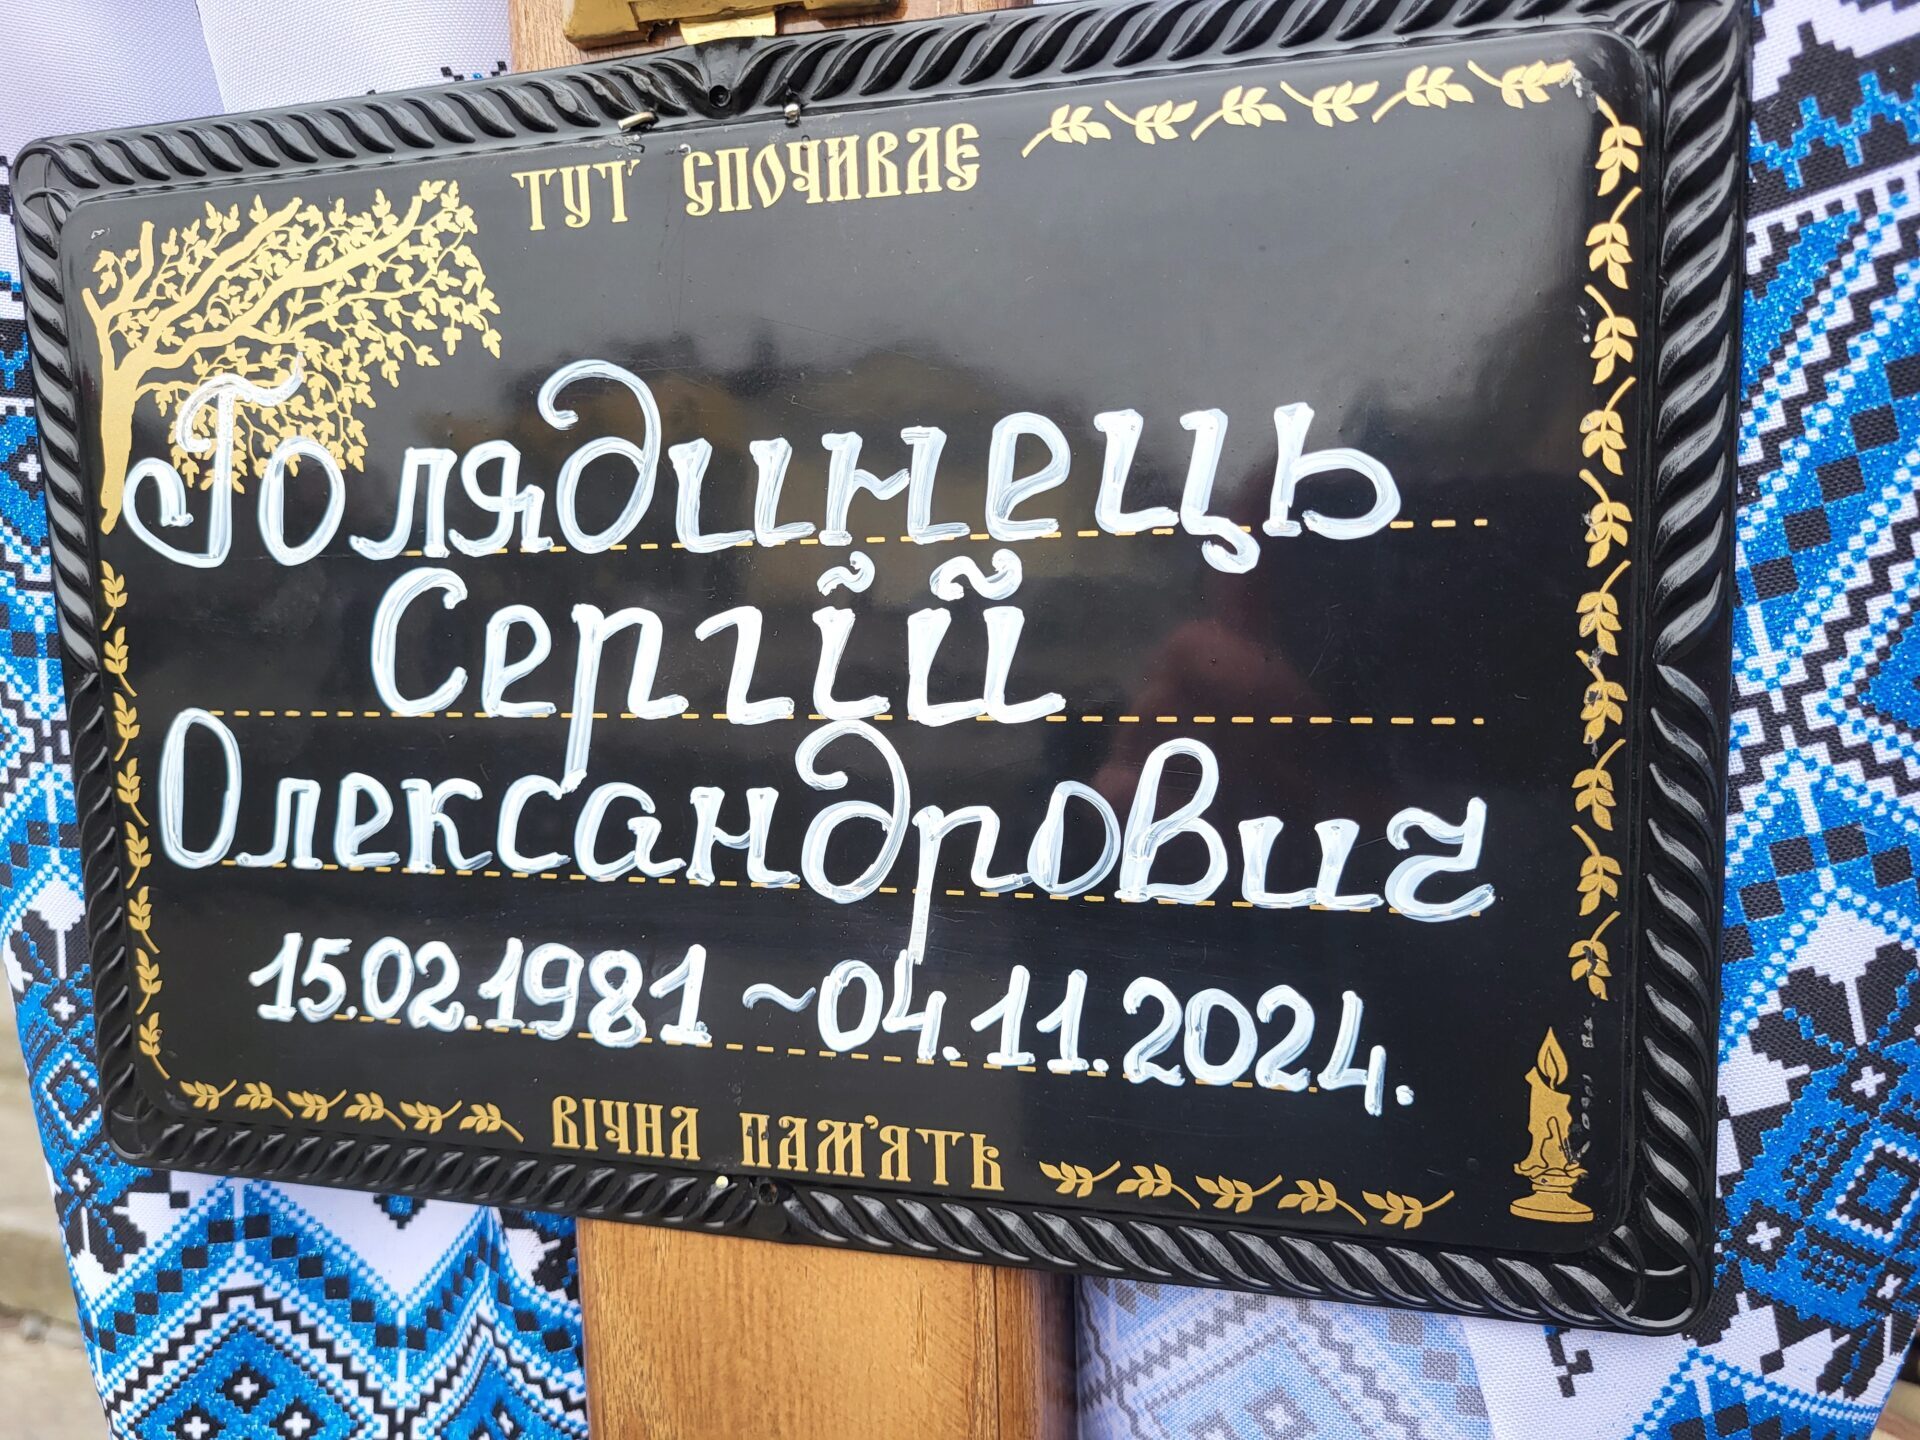 ТУТ СПОЧИВАЄ
Голядинець
Сергій
Олександрович
15.02.1981 ~04.11.2024.
ВІЧНА ПАМ'ЯТЬ